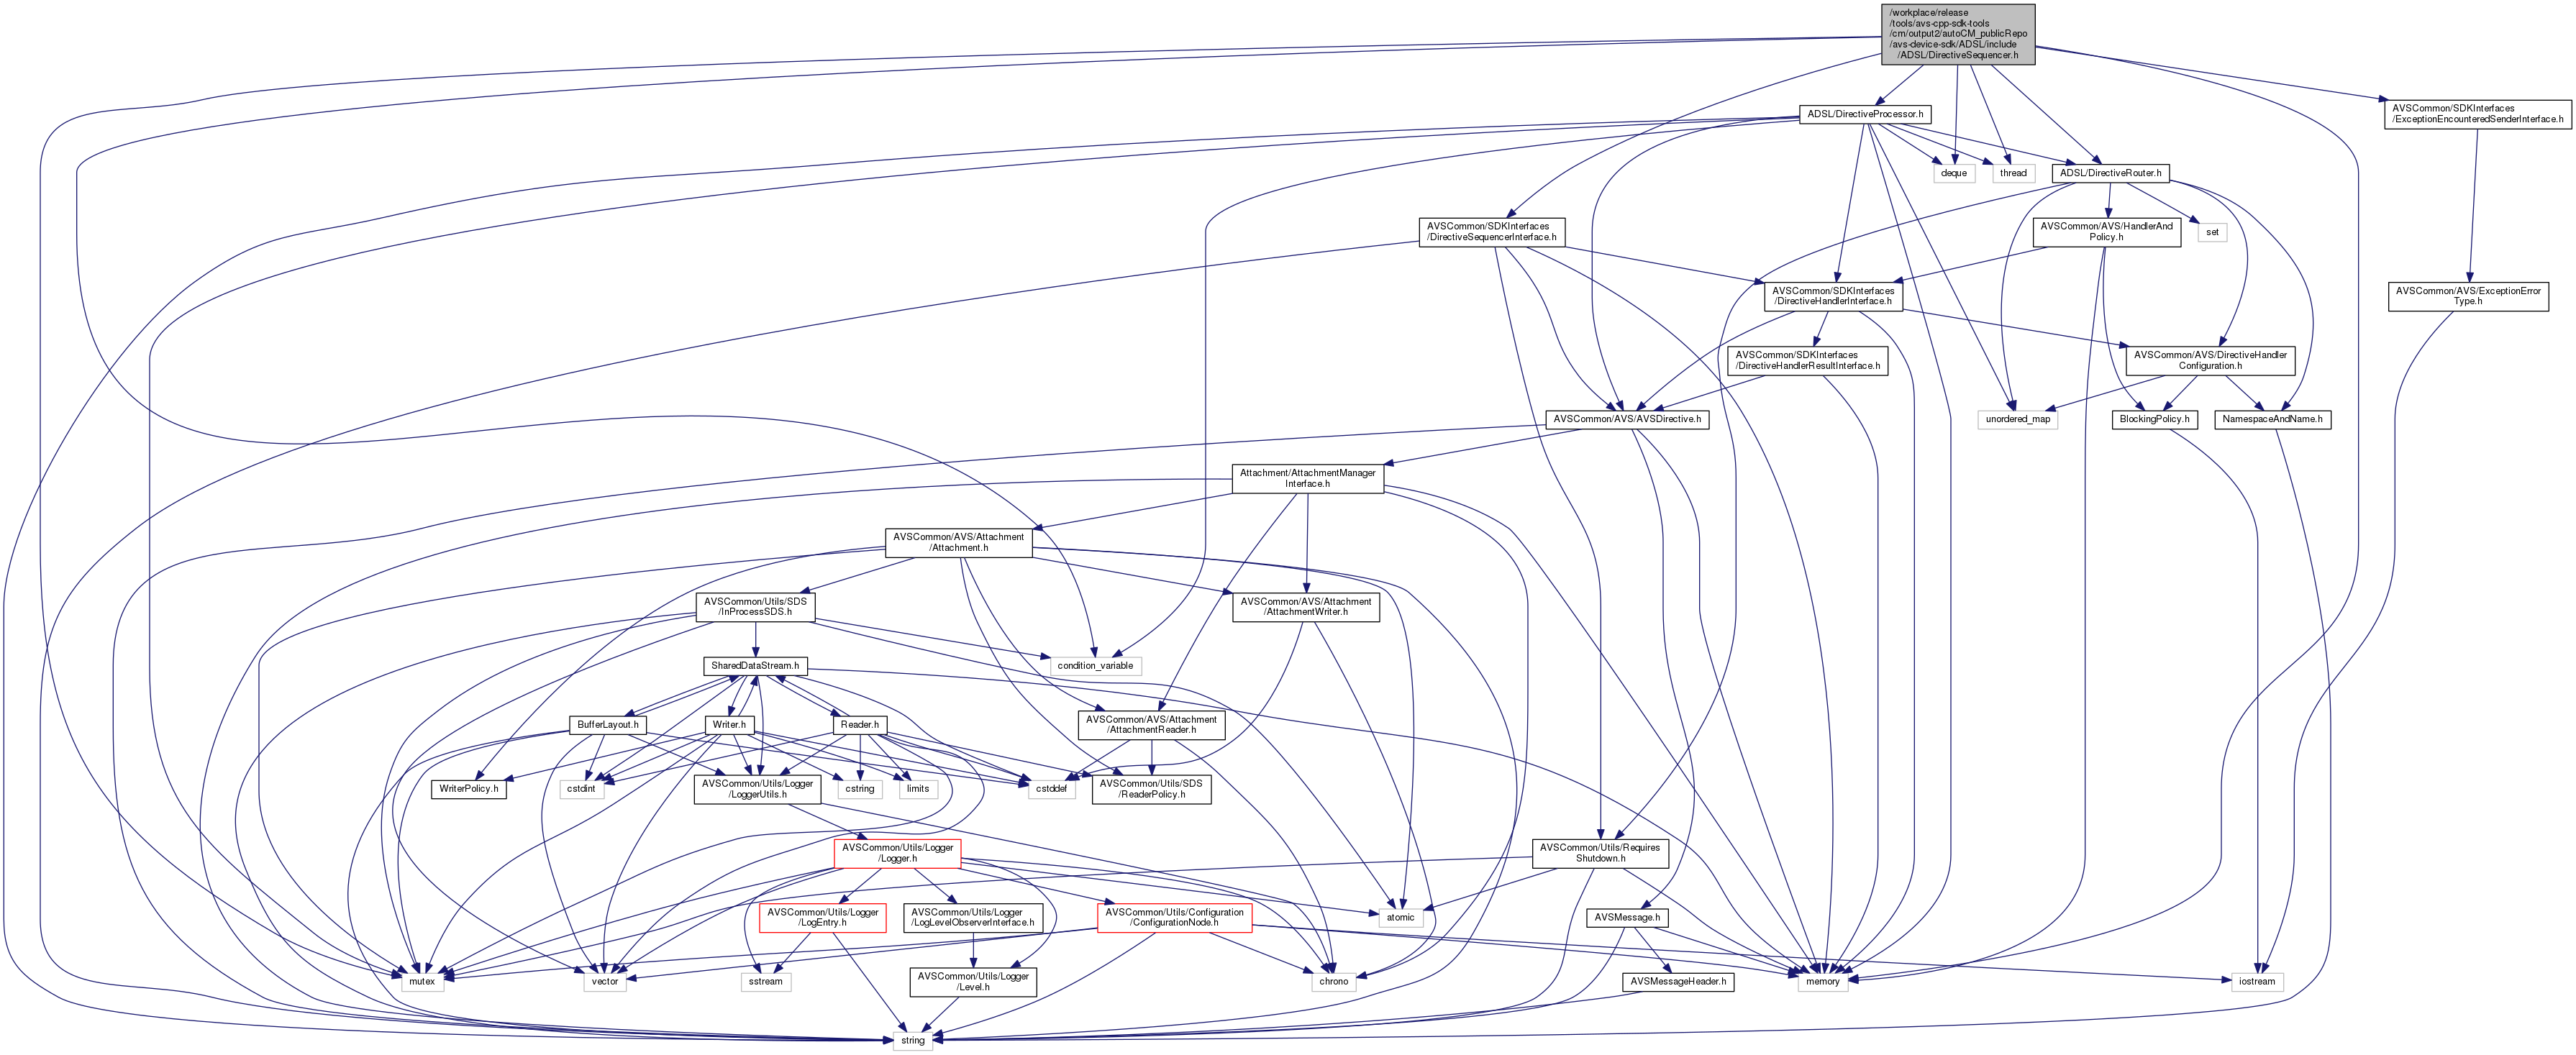 /workplace/release
/tools/avs-cpp-sdk-tools
/cm/output2/autoCM_publicRepo
/avs-device-sdk/ADSL/include
/ADSL/DirectiveSequencer.h
ADSL/DirectiveProcessor.h
AVSCommon/SDKInterfaces
/ExceptionEncounteredSenderInterface.h
deque
thread
ADSL/DirectiveRouter.h
AVSCommon/SDKInterfaces
/DirectiveSequencerInterface.h
AVSCommon/AVS/HandlerAnd
Policy.h
set
AVSCommon/SDKInterfaces
/DirectiveHandlerInterface.h
AVSCommon/AVS/ExceptionError
Type.h
AVSCommon/SDKInterfaces
/DirectiveHandlerResultInterface.h
AVSCommon/AVS/DirectiveHandler
Configuration.h
AVSCommon/AVS/AVSDirective.h
unordered_map
BlockingPolicy.h
NamespaceAndName.h
Attachment/AttachmentManager
Interface.h
AVSCommon/AVS/Attachment
/Attachment.h
AVSCommon/Utils/SDS
/InProcessSDS.h
AVSCommon/AVS/Attachment
/AttachmentWriter.h
SharedDataStream.h
condition_variable
BufferLayout.h
Writer.h
Reader.h
AVSCommon/AVS/Attachment
/AttachmentReader.h
WriterPolicy.h
cstdint
AVSCommon/Utils/Logger
/LoggerUtils.h
cstring
limits
cstddef
AVSCommon/Utils/SDS
/ReaderPolicy.h
AVSCommon/Utils/Logger
/Logger.h
AVSCommon/Utils/Requires
Shutdown.h
AVSCommon/Utils/Logger
/LogEntry.h
AVSCommon/Utils/Logger
/LogLevelObserverInterface.h
AVSCommon/Utils/Configuration
/ConfigurationNode.h
atomic
AVSMessage.h
mutex
vector
sstream
AVSCommon/Utils/Logger
/Level.h
chrono
AVSMessageHeader.h
memory
iostream
string